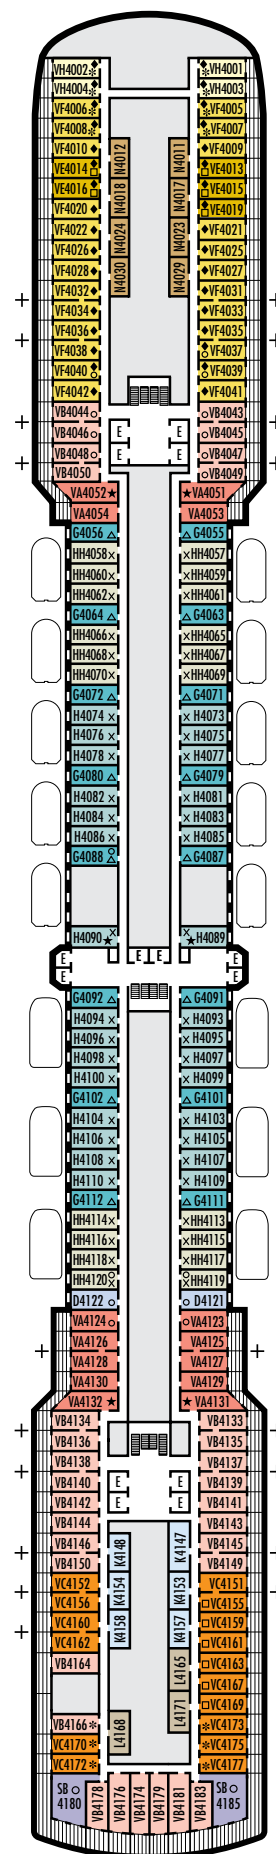 VH4002 VH4001
VH4004 VH4003
VF4006 VF4005
VF4008 VF4007
VF4010 N4012 N4011 VF4009
VE4014 VE4013
VE4016 N4018 N4017 VE4015
VF4020 VE4019
VF4022 N4024 N4023 VF4021
VF4026 VF4025
VF4028 N4030 N4029 VF4027
VF4032 VF4031
VF4034 VF4033
VF4036 VF4035
VF4038 VF4037
VF4040 VF4039
VF4042 VF4041
VB4044 VB4043
VB4046 E E VB4045
VB4048 E E VB4047
VB4050 VB4049
VA4052 VA4051
VA4054 VA4053
G4056 G4055
HH4058 HH4057
HH4060 HH4059
HH4062 HH4061
G4064 G4063
HH4066 HH4065
HH4068 HH4067
HH4070 HH4069
G4072 G4071
H4074 H4073
H4076 H4075
H4078 H4077
G4080 G4079
H4082 H4081
H4084 H4083
H4086 H4085
G4088 G4087
H4090 H4089
E E E E
E E
G4092 G4091
H4094 H4093
H4096 H4095
H4098 H4097
H4100 H4099
G4102 G4101
H4104 H4103
H4106 H4105
H4108 H4107
H4110 H4109
G4112 G4111
HH4114 HH4113
HH4116 HH4115
HH4118 HH4117
HH4120 HH4119
D4122 D4121
VA4124 VA4123
VA4126 VA4125
VA4128 VA4127
VA4130 VA4129
VA4132 VA4131
VB4134 VB4133
VB4136 VB4135
VB4138 VB4137
VB4140 E E VB4139
VB4142 E E VB4141
VB4144 VB4143
VB4146 K4148 K4147 VB4145
VB4150 VB4149
VC4152 K4154 K4153 VC4151
VC4156 VC4155
VC4160 K4158 K4157 VC4159
VC4162 VC4161
VB4164 L4165 VC4163
VC4167
L4171 VC4169
VB4166 L4168 VC4173
VC4170 VC4175
VC4172 VC4177
SB SB
4180 VB4178 VB4176 VB4174 VB4179 VB4181 VB4183 4185